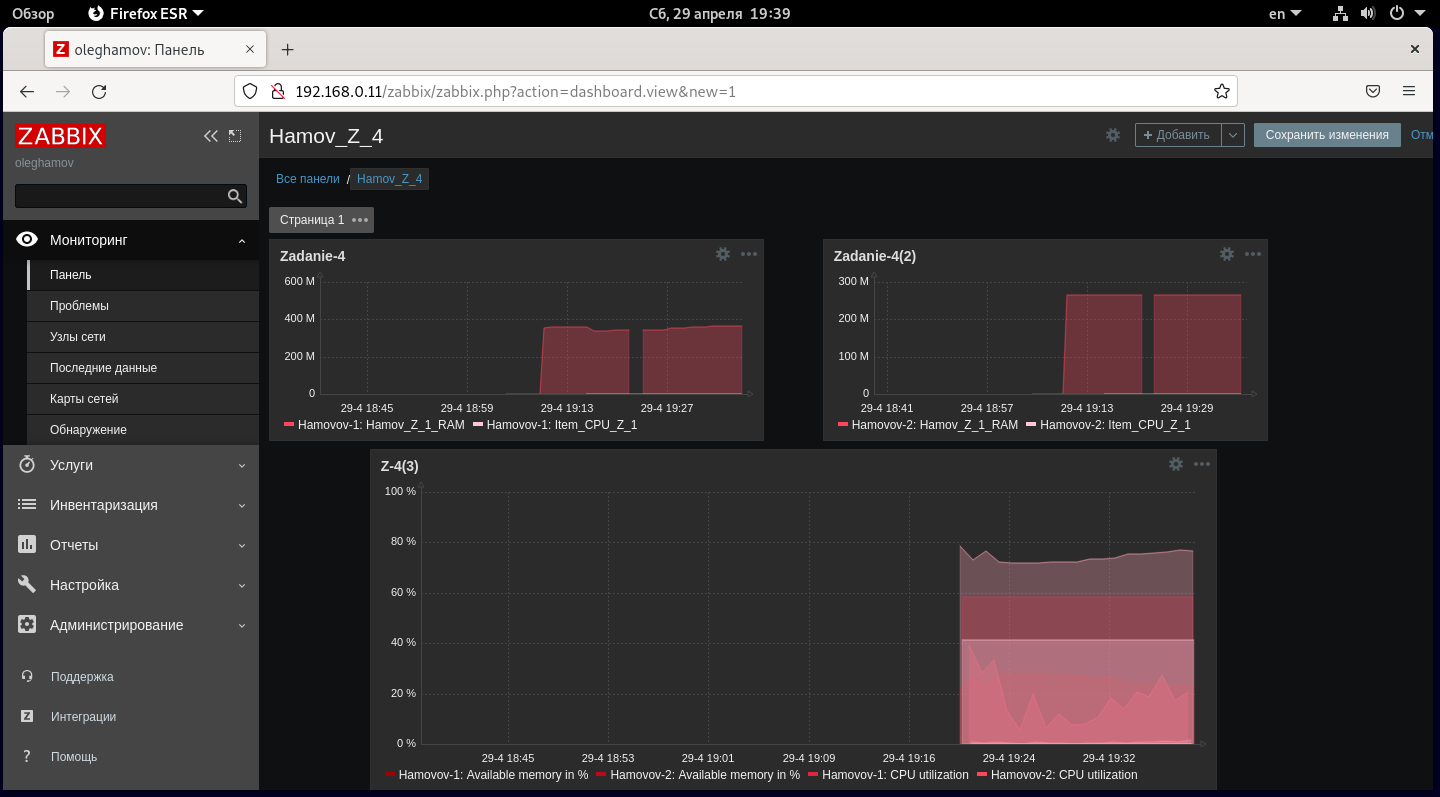 Обзор Firefox ESR Сб, 29 апреля 19:39 en
Z oleghamov: Панель
192.168.0.11/zabbix/zabbix.php?action=dashboard.view&new=1
ZABBIX
oleghamov
Мониторинг
Панель
Проблемы
Узлы сети
Последние данные
Карты сетей
Обнаружение
Услуги
Инвентаризация
Отчеты
Настройка
Администрирование
Поддержка
Z Интеграции
? Помощь
Hamov_Z_4
+ Добавить
Сохранить изменения
Отм
Все панели / Hamov_Z_4
Страница 1
Zadanie-4
600 M
400 M
200 M
0
29-4 18:45 29-4 18:59 29-4 19:13 29-4 19:27
Hamovov-1: Hamov_Z_1_RAM Hamovov-1: Item_CPU_Z_1
Zadanie-4(2)
300 M
200 M
100 M
0
29-4 18:41 29-4 18:57 29-4 19:13 29-4 19:29
Hamovov-2: Hamov_Z_1_RAM Hamovov-2: Item_CPU_Z_1
Z-4(3)
100 %
80 %
60 %
40 %
20 %
0 %
29-4 18:45 29-4 18:53 29-4 19:01 29-4 19:09 29-4 19:16 29-4 19:24 29-4 19:32
Hamovov-1: Available memory in % Hamovov-2: Available memory in % Hamovov-1: CPU utilization Hamovov-2: CPU utilization